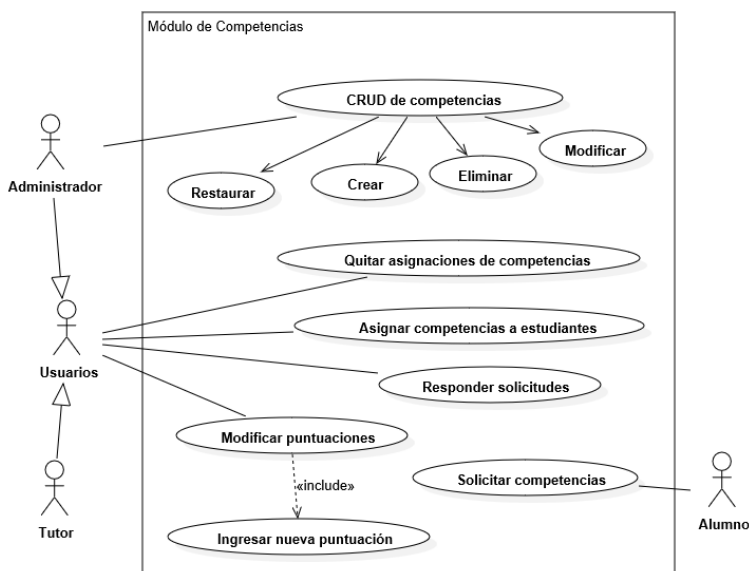 Módulo de Competencias
CRUD de competencias
Administrador
Restaurar
Crear
Eliminar
Modificar
Quitar asignaciones de competencias
Asignar competencias a estudiantes
Usuarios
Responder solicitudes
Modificar puntuaciones
«include»
Solicitar competencias
Tutor
Ingresar nueva puntuación
Alumno